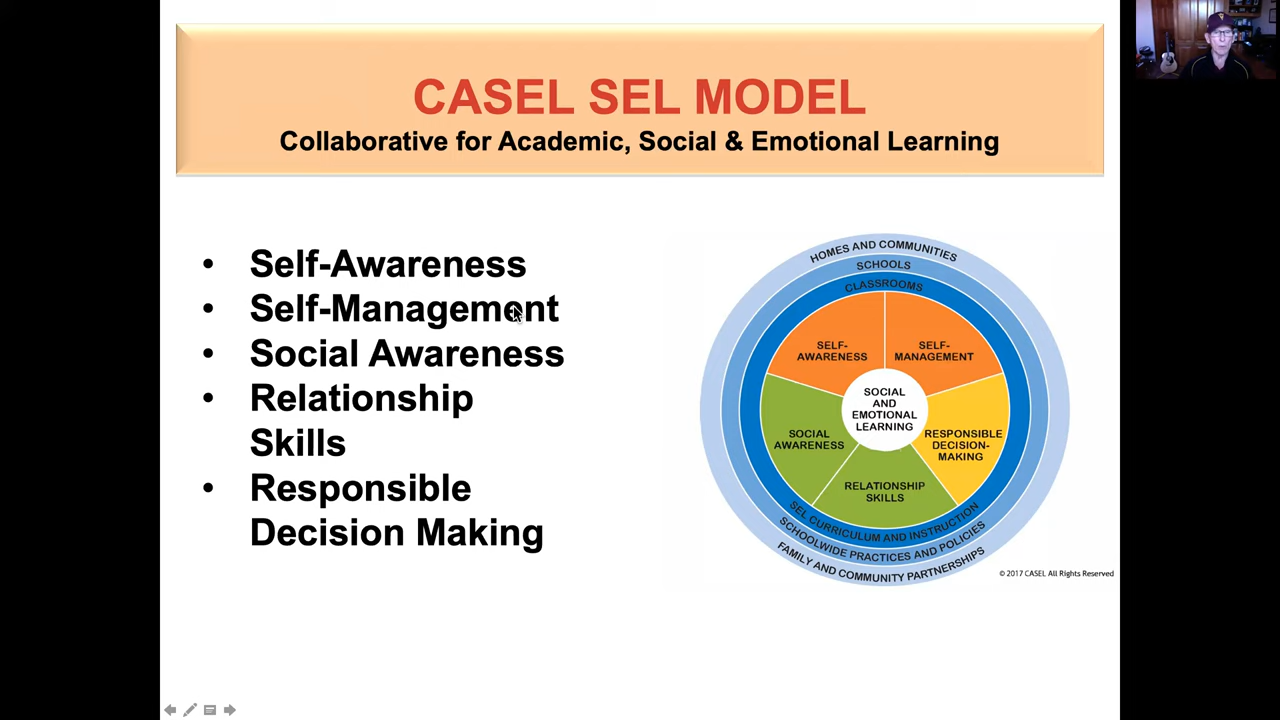 CASEL SEL MODEL
Collaborative for Academic, Social & Emotional Learning
• Self-Awareness
• Self-Management
• Social Awareness
• Relationship
Skills
• Responsible
Decision Making
HOMES AND COMMUNITIES
SCHOOLS
CLASSROOMS
SELF-
AWARENESS
SELF-
MANAGEMENT
SOCIAL
AND
EMOTIONAL
LEARNING
SOCIAL
AWARENESS
RESPONSIBLE
DECISION-
MAKING
RELATIONSHIP
SKILLS
SEL CURRICULUM AND INSTRUCTION
SCHOOLWIDE PRACTICES AND POLICIES
FAMILY AND COMMUNITY PARTNERSHIPS
© 2017 CASEL All Rights Reserved